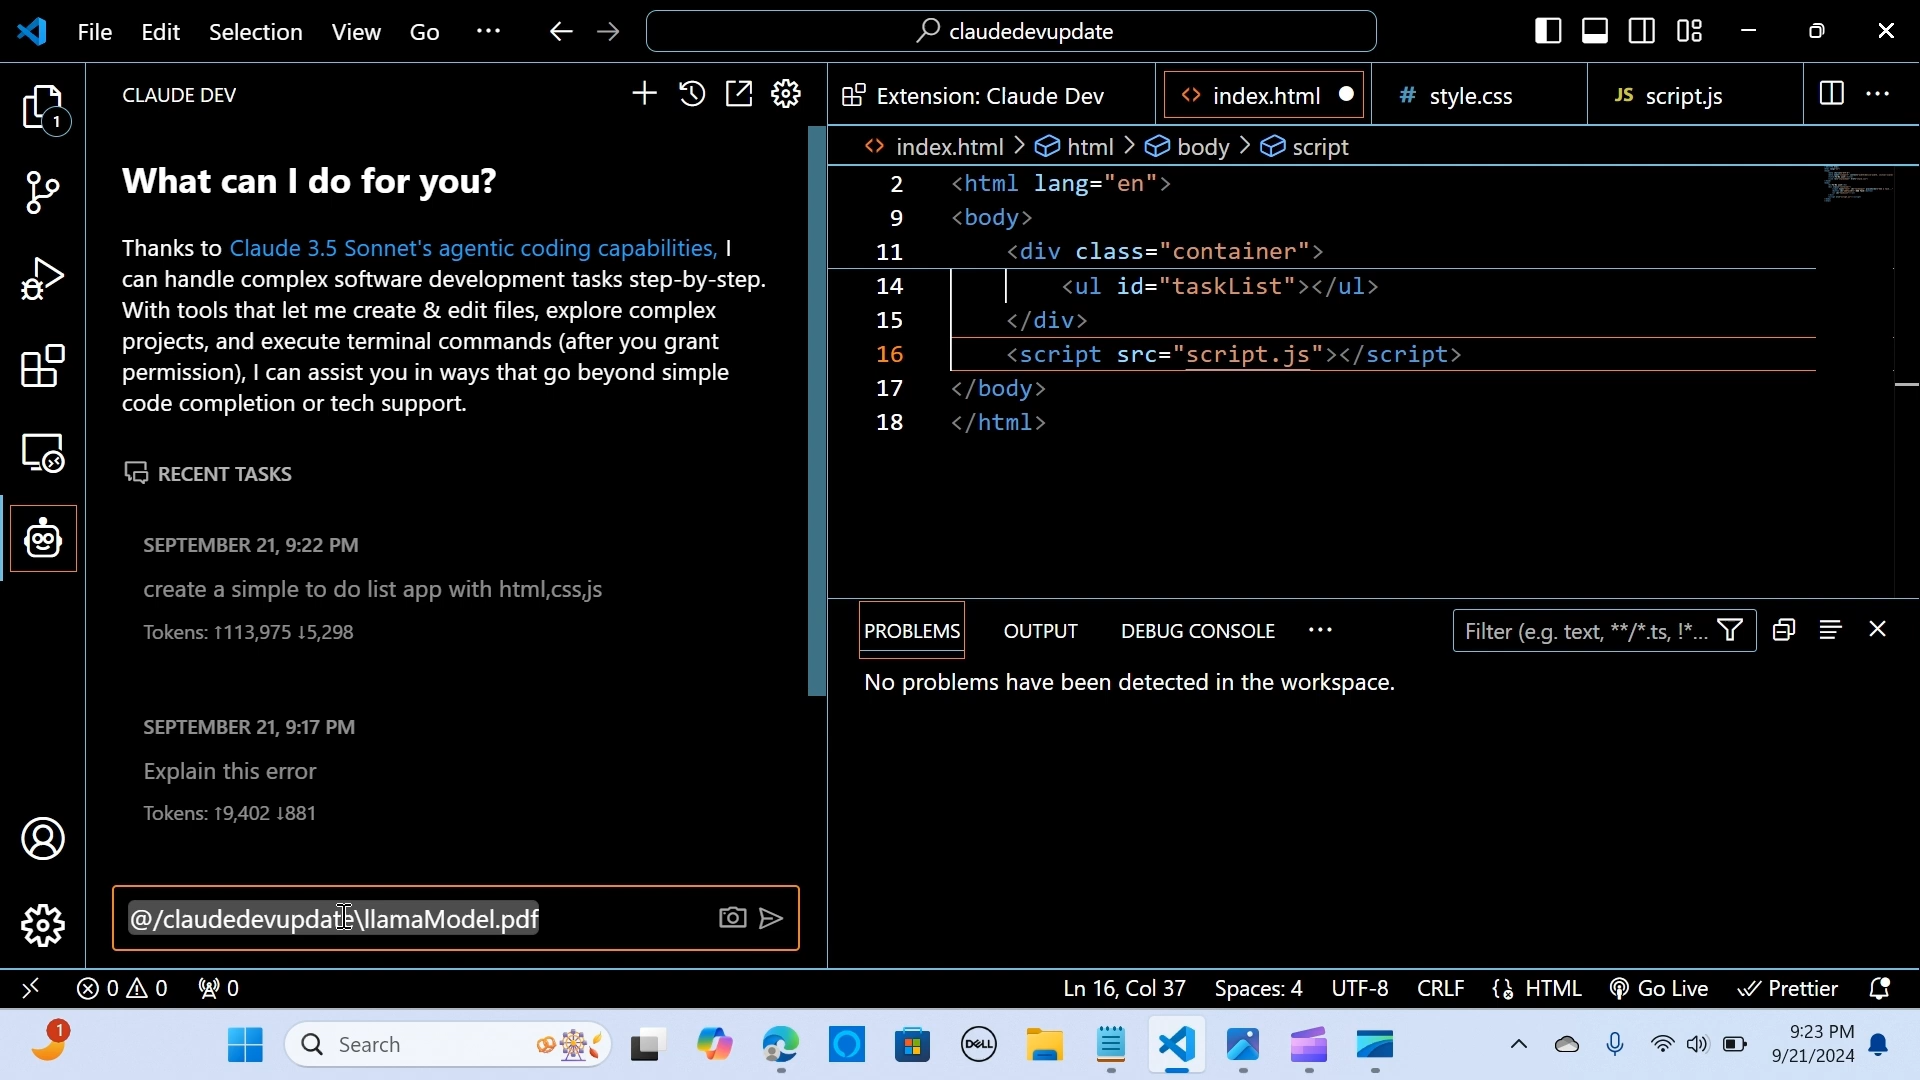 File Edit Selection View Go ··· claudedevupdate
CLAUDE DEV
1
What can I do for you?
Thanks to Claude 3.5 Sonnet's agentic coding capabilities, I
can handle complex software development tasks step-by-step.
With tools that let me create & edit files, explore complex
projects, and execute terminal commands (after you grant
permission), I can assist you in ways that go beyond simple
code completion or tech support.
RECENT TASKS
SEPTEMBER 21, 9:22 PM
create a simple to do list app with html,css,js
Tokens: ↑113,975 ↓5,298
SEPTEMBER 21, 9:17 PM
Explain this error
Tokens: ↑9,402 ↓881
@/claudedevupdate\llamaModel.pdf
Extension: Claude Dev <> index.html # style.css JS script.js
<> index.html > html > body > script
2 <html lang="en">
9 <body>
11 <div class="container">
14 <ul id="taskList"></ul>
15 </div>
16 <script src="script.js"></script>
17 </body>
18 </html>
PROBLEMS OUTPUT DEBUG CONSOLE ··· Filter (e.g. text, **/*.ts, !*...
No problems have been detected in the workspace.
0 0 0 Ln 16, Col 37 Spaces: 4 UTF-8 CRLF HTML Go Live Prettier
1 Search DELL 9:23 PM
9/21/2024